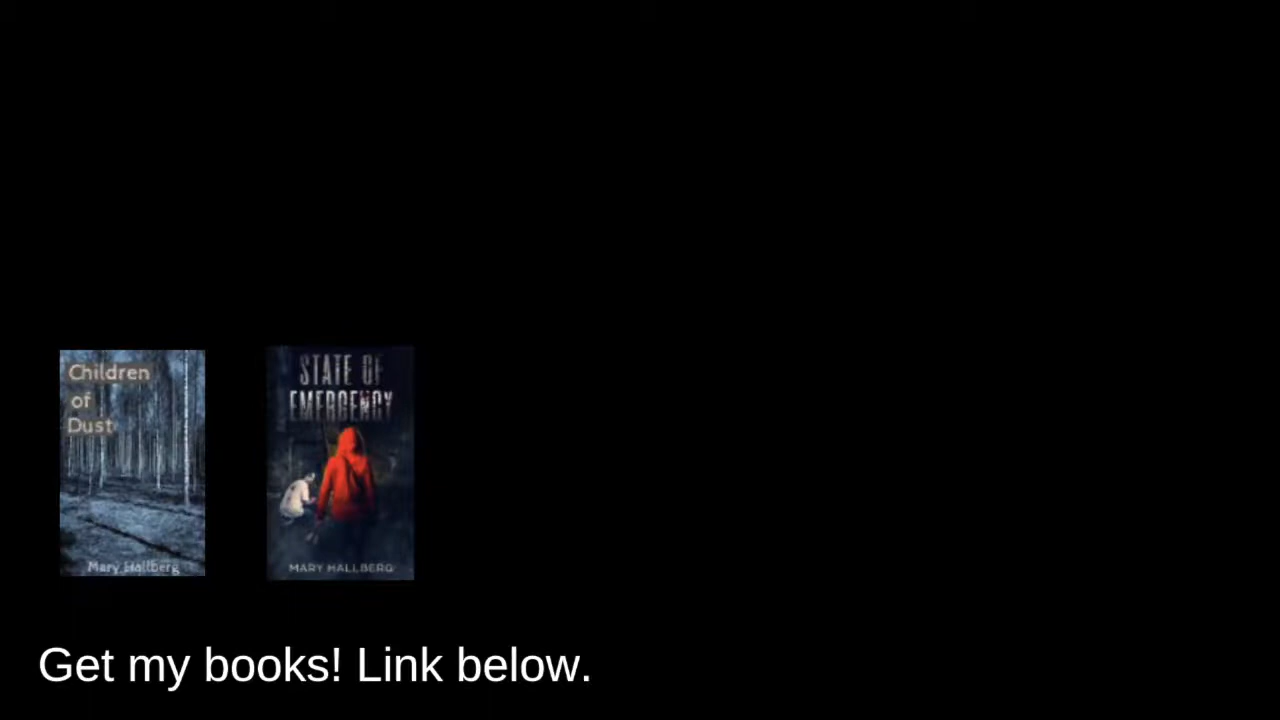 Children
of
Dust
Mary Hallberg
STATE OF
EMERGENCY
MARY HALLBERG
Get my books! Link below.